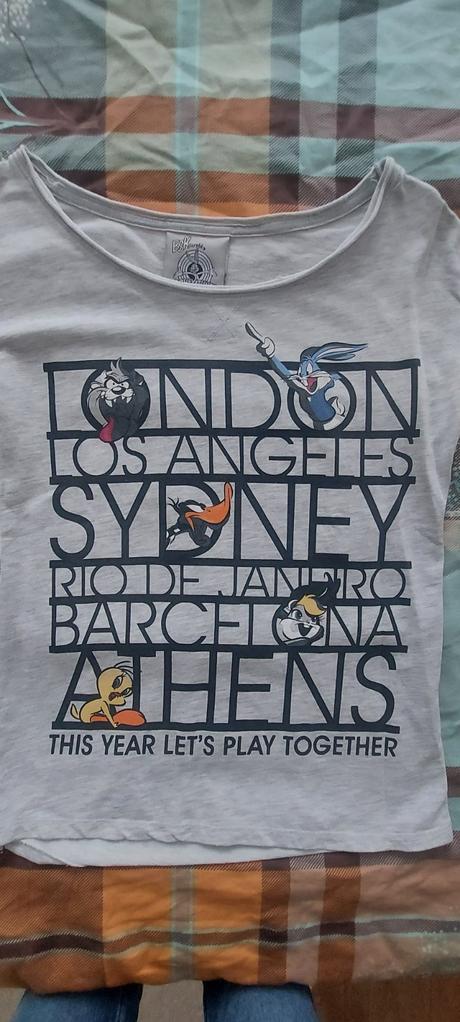 LONDON
LOS ANGELES
SYDNEY
RIO DE JANEIRO
BARCELONA
ATHENS
THIS YEAR LET'S PLAY TOGETHER